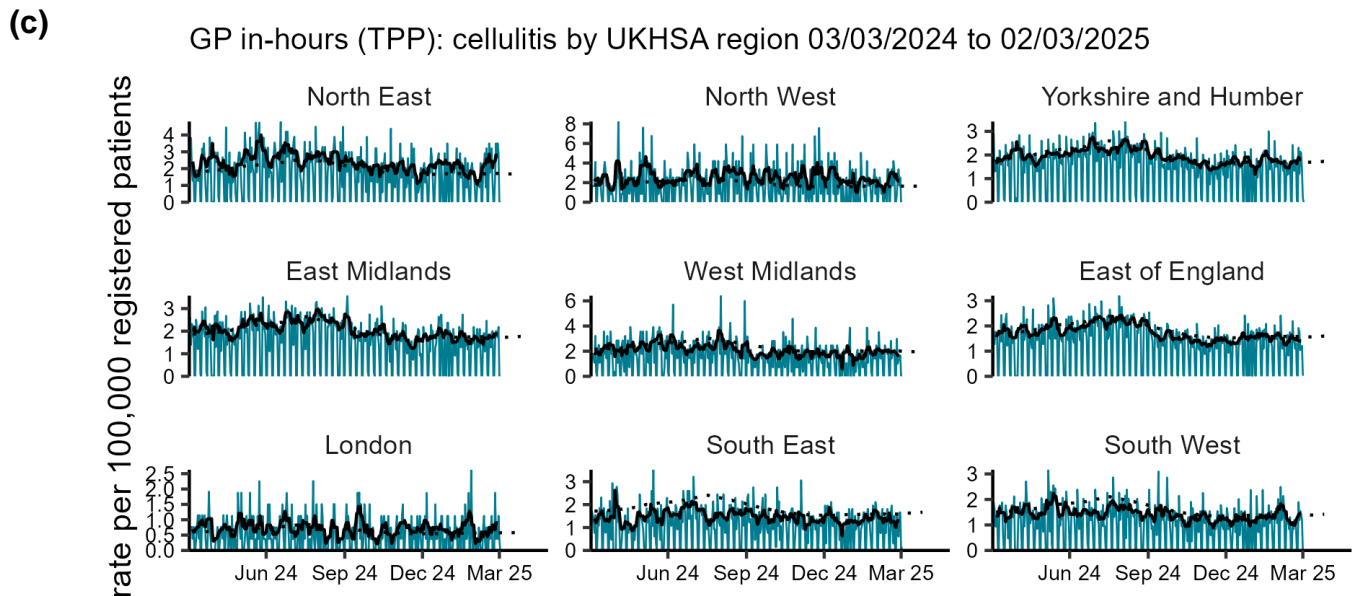 (c)
GP in-hours (TPP): cellulitis by UKHSA region 03/03/2024 to 02/03/2025
rate per 100,000 registered patients
North East
4
3
2
1
0
North West
8
6
4
2
0
Yorkshire and Humber
3
2
1
0
East Midlands
3
2
1
0
West Midlands
6
4
2
0
East of England
3
2
1
0
London
2.5
2.0
1.5
1.0
0.5
0.0
Jun 24 Sep 24 Dec 24 Mar 25
South East
3
2
1
0
Jun 24 Sep 24 Dec 24 Mar 25
South West
3
2
1
0
Jun 24 Sep 24 Dec 24 Mar 25